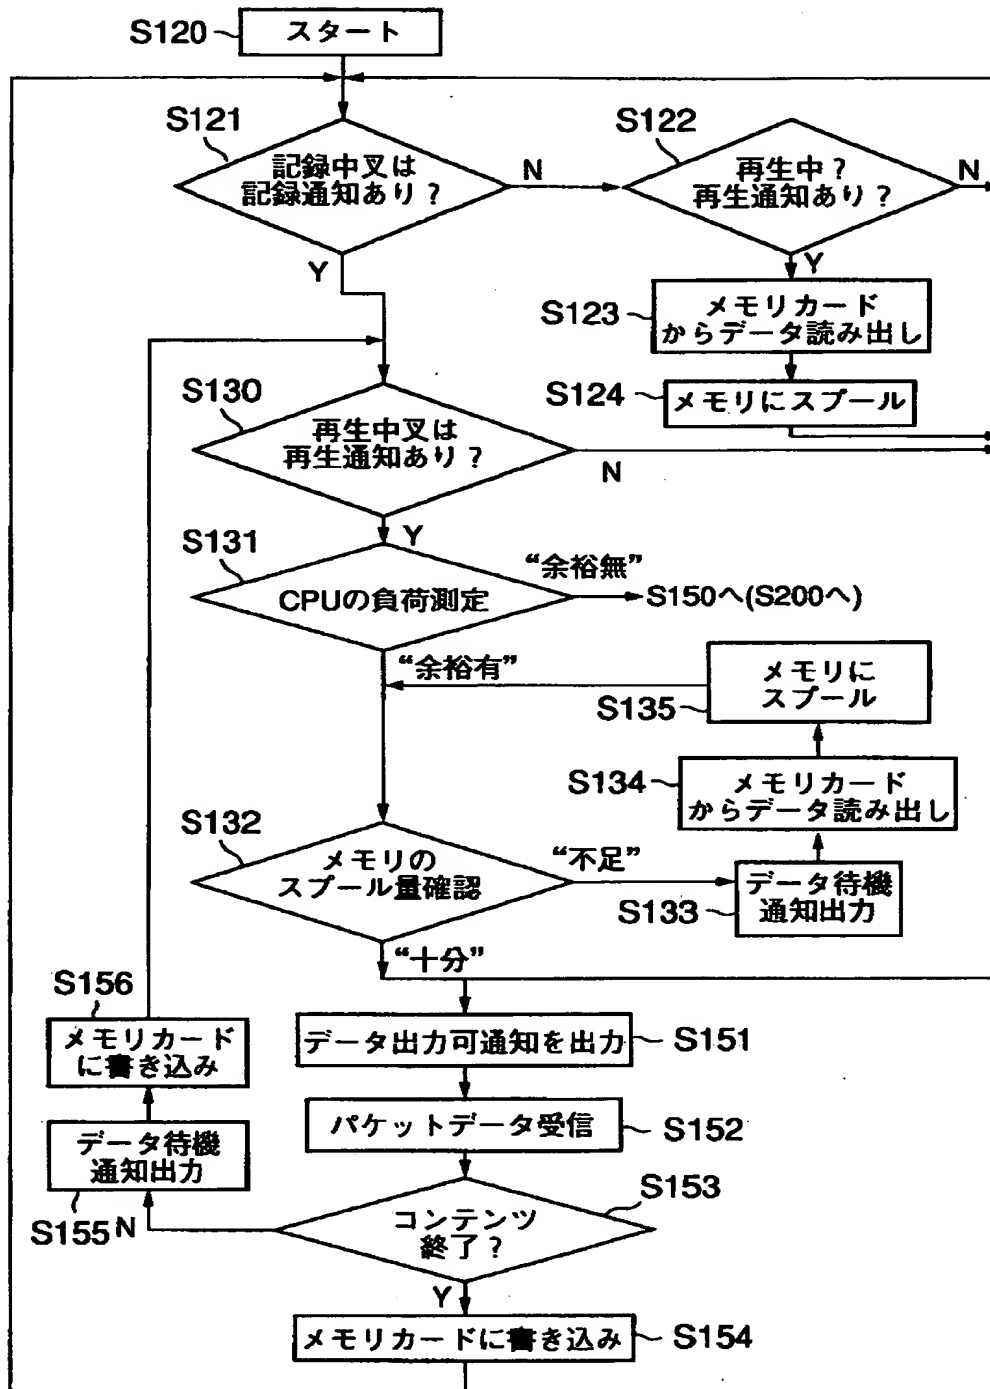 S120
スタート
S121
記録中叉は
記録通知あり？
N
Y
S122
再生中？
再生通知あり？
N
Y
S123
メモリカード
からデータ読み出し
S124
メモリにスプール
S130
再生中叉は
再生通知あり？
N
Y
S131
CPUの負荷測定
“余裕無”
S150へ(S200へ)
“余裕有”
メモリに
スプール
S135
S134
メモリカード
からデータ読み出し
S132
メモリの
スプール量確認
“不足”
S133
データ待機
通知出力
“十分”
S156
メモリカード
に書き込み
データ出力可通知を出力
S151
パケットデータ受信
S152
データ待機
通知出力
S155
N
S153
コンテンツ
終了？
Y
メモリカードに書き込み
S154